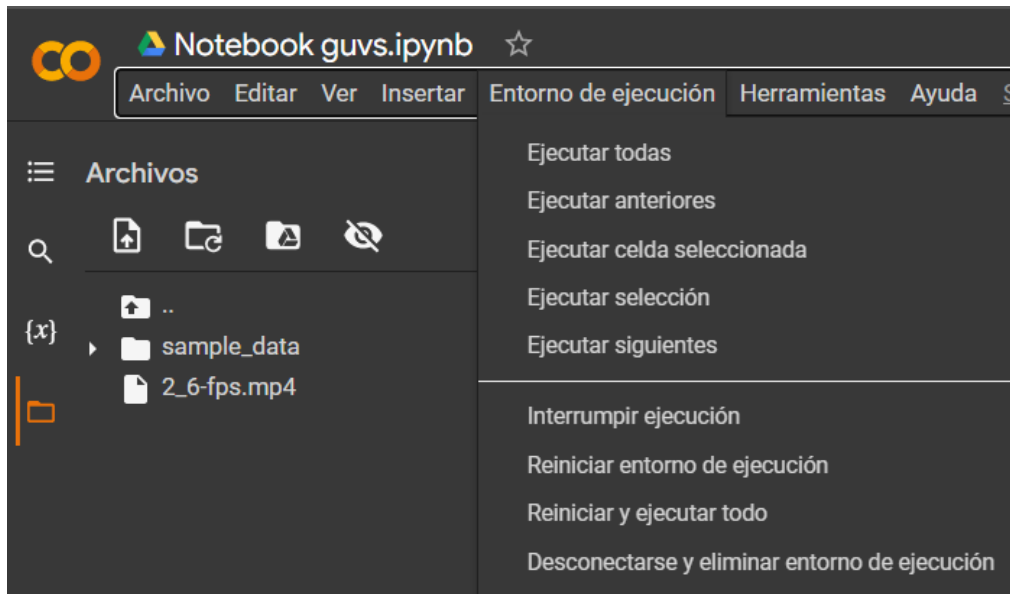 Notebook guvs.ipynb
Archivo Editar Ver Insertar Entorno de ejecución Herramientas Ayuda
Archivos
{x}
..
sample_data
2_6-fps.mp4
Ejecutar todas
Ejecutar anteriores
Ejecutar celda seleccionada
Ejecutar selección
Ejecutar siguientes
Interrumpir ejecución
Reiniciar entorno de ejecución
Reiniciar y ejecutar todo
Desconectarse y eliminar entorno de ejecución